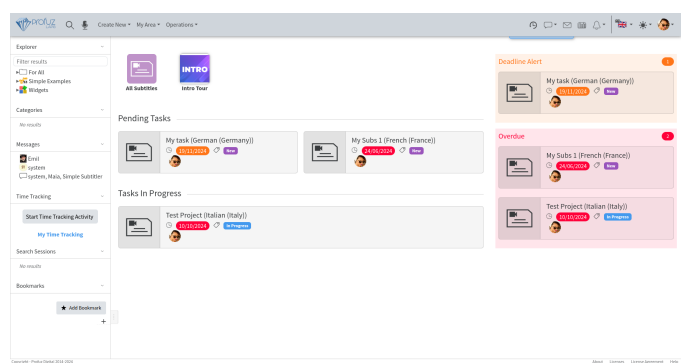 Profuz
Create New
My Area
Operations
Explorer
Filter results
For All
Simple Examples
Widgets
Categories
No results
Messages
Emil
system
system, Maia, Simple Subtitler
Time Tracking
Start Time Tracking Activity
My Time Tracking
Search Sessions
No results
Bookmarks
Add Bookmark
+
All Subtitles
INTRO
Intro Tour
Pending Tasks
My task (German (Germany))
19/11/2024
New
My Subs 1 (French (France))
24/06/2024
New
Tasks In Progress
Test Project (Italian (Italy))
10/10/2024
In Progress
Deadline Alert
1
My task (German (Germany))
19/11/2024
New
Overdue
2
My Subs 1 (French (France))
24/06/2024
New
Test Project (Italian (Italy))
10/10/2024
In Progress
About
Licenses
License Agreement
Help